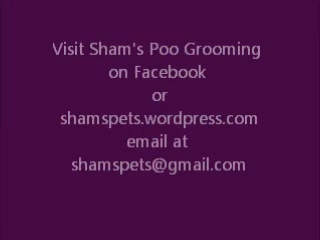 Visit Sham's Poo Grooming
on Facebook
or
shamspets.wordpress.com
email at
shamspets@gmail.com